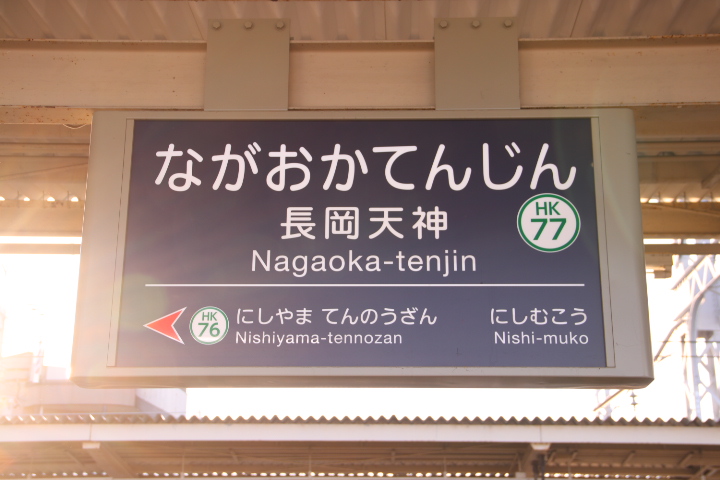 ながおかてんじん
長岡天神
HK
77
Nagaoka-tenjin
HK
76
にしやま てんのうざん
Nishiyama-tennozan
にしむこう
Nishi-muko